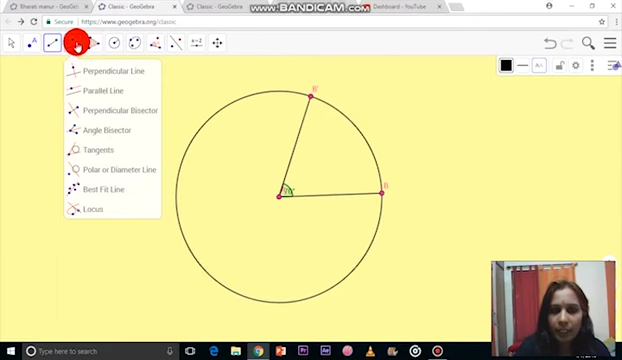 Bharati manur - GeoGe
Classic - GeoGebra
Classic - GeoGebra
www.BANDICAM.com
Dashboard - YouTube
Secure
https://www.geogebra.org/classic
Perpendicular Line
Parallel Line
Perpendicular Bisector
Angle Bisector
Tangents
Polar or Diameter Line
Best Fit Line
Locus
B'
B
Type here to search